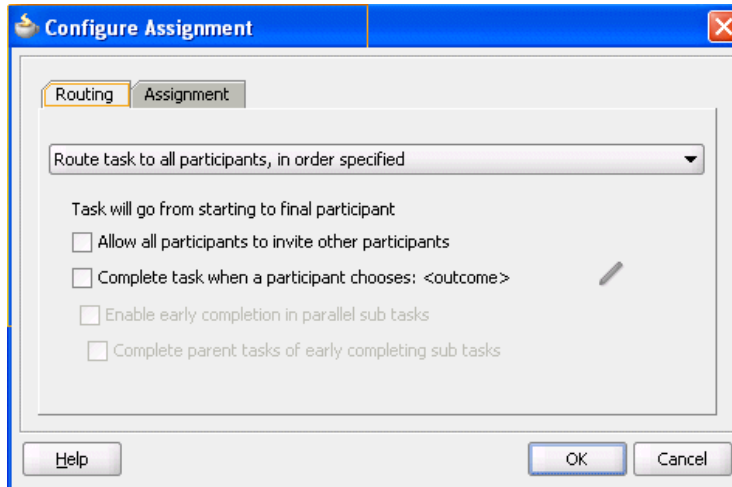 Configure Assignment
Routing
Assignment
Route task to all participants, in order specified
Task will go from starting to final participant
Allow all participants to invite other participants
Complete task when a participant chooses: <outcome>
Enable early completion in parallel sub tasks
Complete parent tasks of early completing sub tasks
Help
OK
Cancel